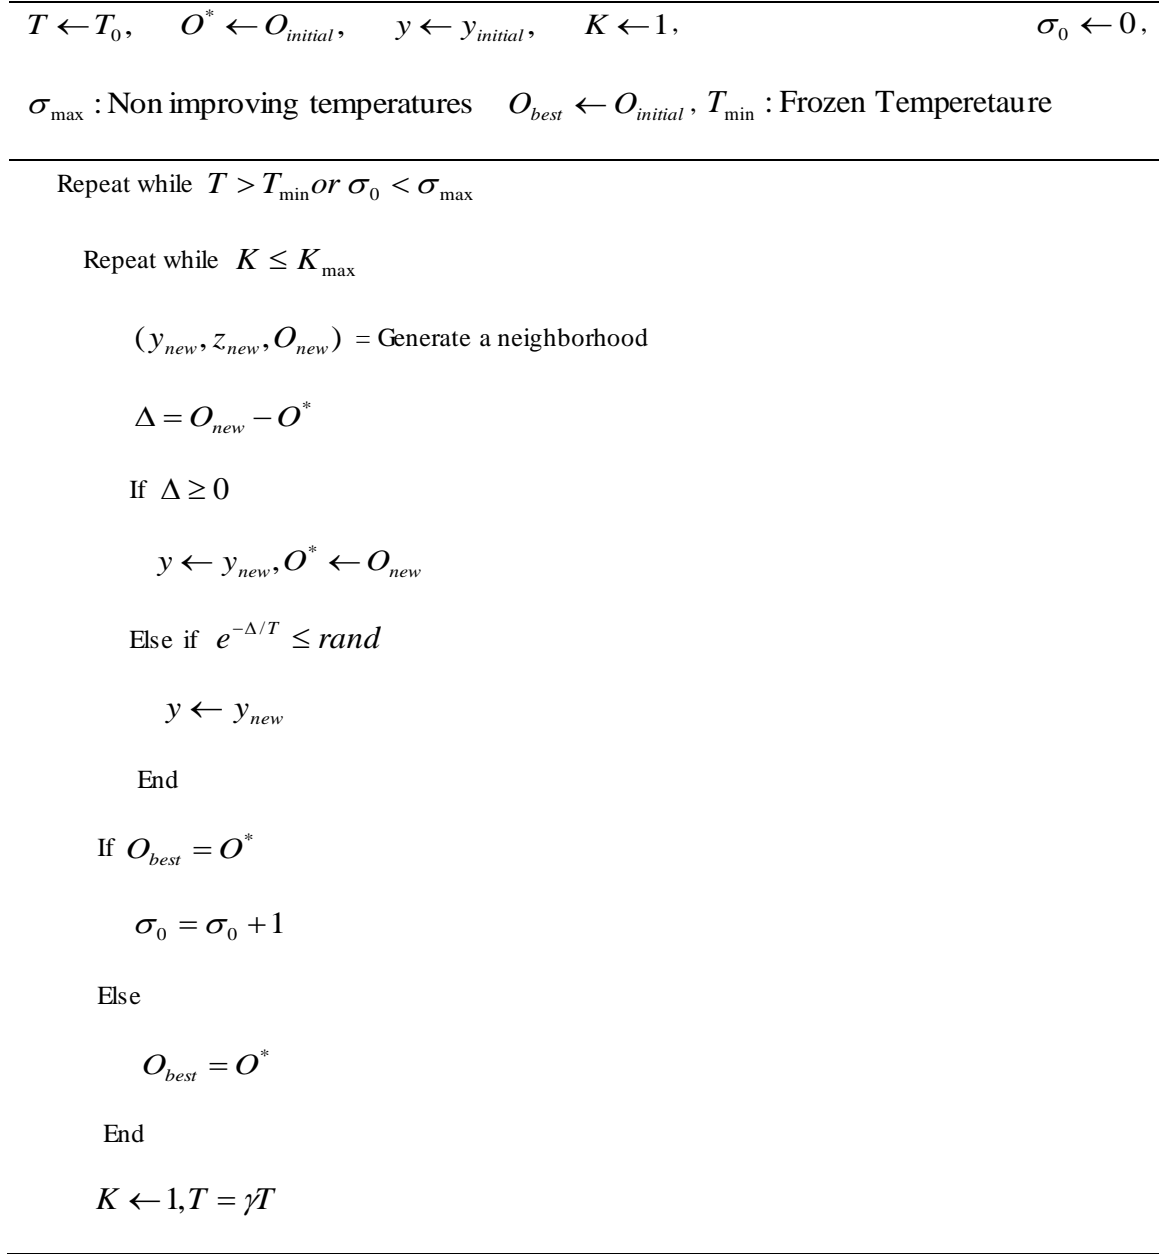 T ← T₀, O* ← O_initial, y ← y_initial, K ← 1, σ₀ ← 0,
σ_max : Non improving temperatures O_best ← O_initial, T_min : Frozen Temperetaure
Repeat while T > T_min or σ₀ < σ_max
Repeat while K ≤ K_max
(y_new, z_new, O_new) = Generate a neighborhood
Δ = O_new − O*
If Δ ≥ 0
y ← y_new, O* ← O_new
Else if e^{−Δ/T} ≤ rand
y ← y_new
End
If O_best = O*
σ₀ = σ₀ + 1
Else
O_best = O*
End
K ← 1, T = γT